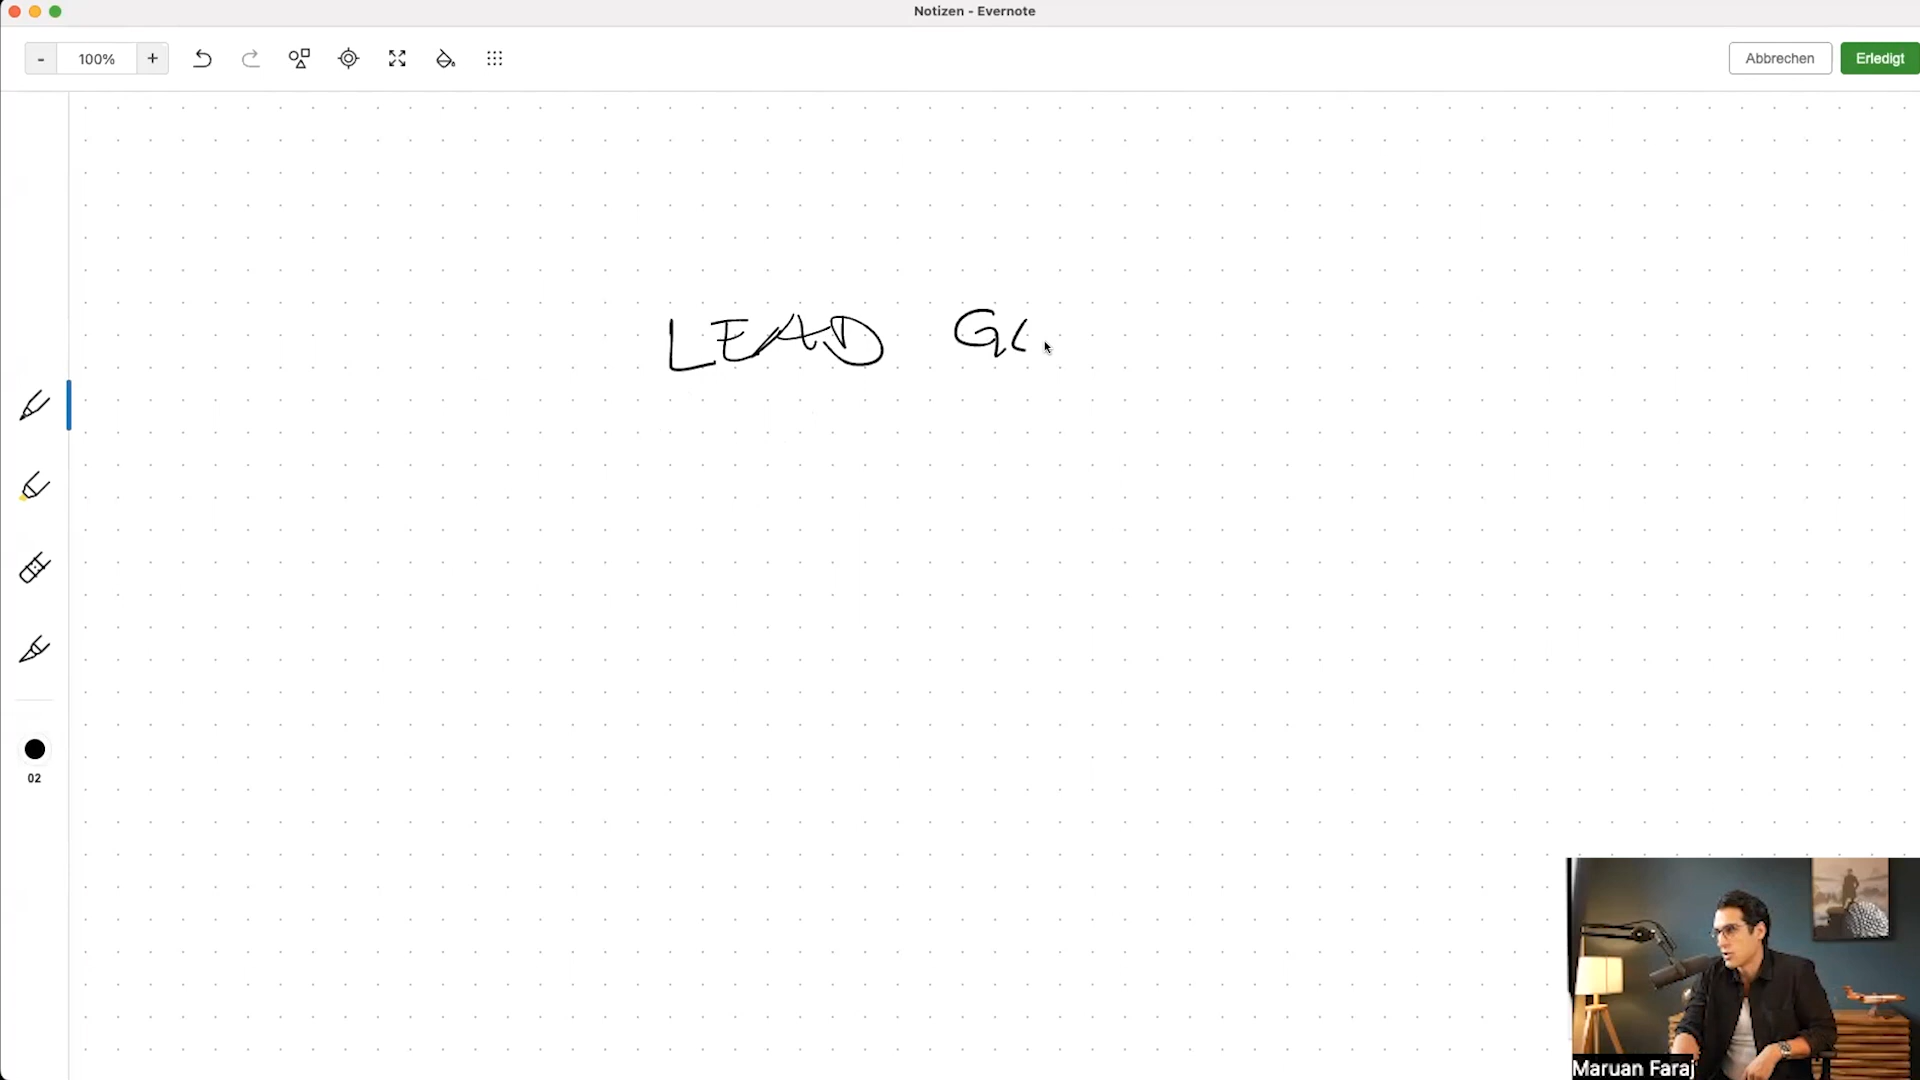 Notizen - Evernote
- 100% + Abbrechen Erledigt
LEAD G
02
Maruan Faraj